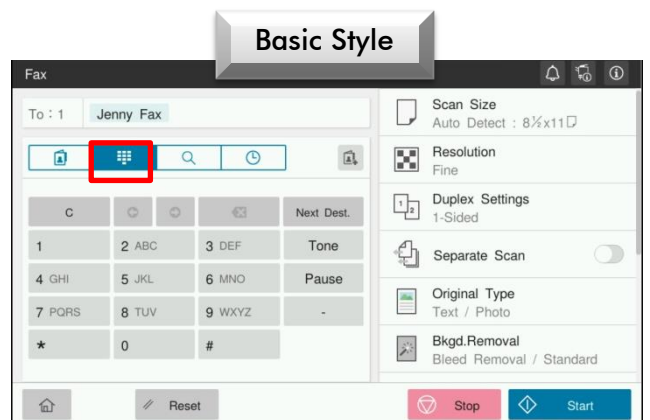 Basic Style
Fax
To : 1 Jenny Fax
C Next Dest.
1 2 ABC 3 DEF Tone
4 GHI 5 JKL 6 MNO Pause
7 PQRS 8 TUV 9 WXYZ -
* 0 #
Reset
Scan Size
Auto Detect : 8½x11
Resolution
Fine
Duplex Settings
1-Sided
Separate Scan
Original Type
Text / Photo
Bkgd.Removal
Bleed Removal / Standard
Stop Start